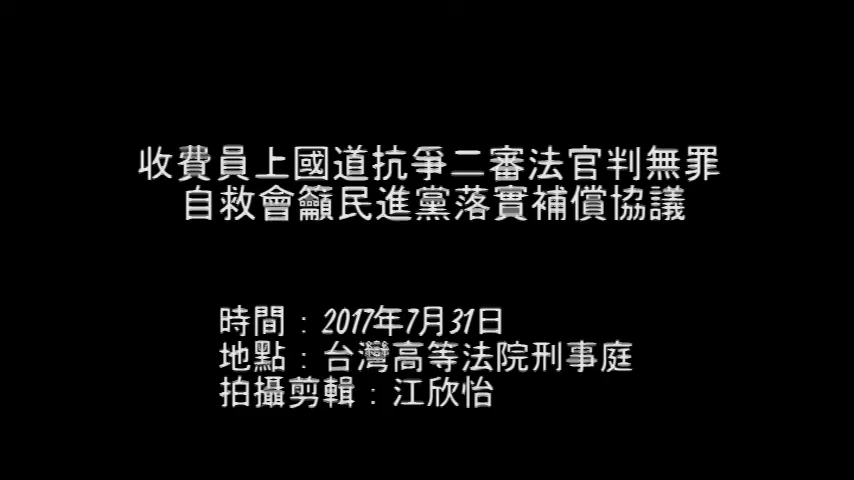 收費員上國道抗爭二審法官判無罪
自救會籲民進黨落實補償協議
時間：2017年7月31日
地點：台灣高等法院刑事庭
拍攝剪輯：江欣怡